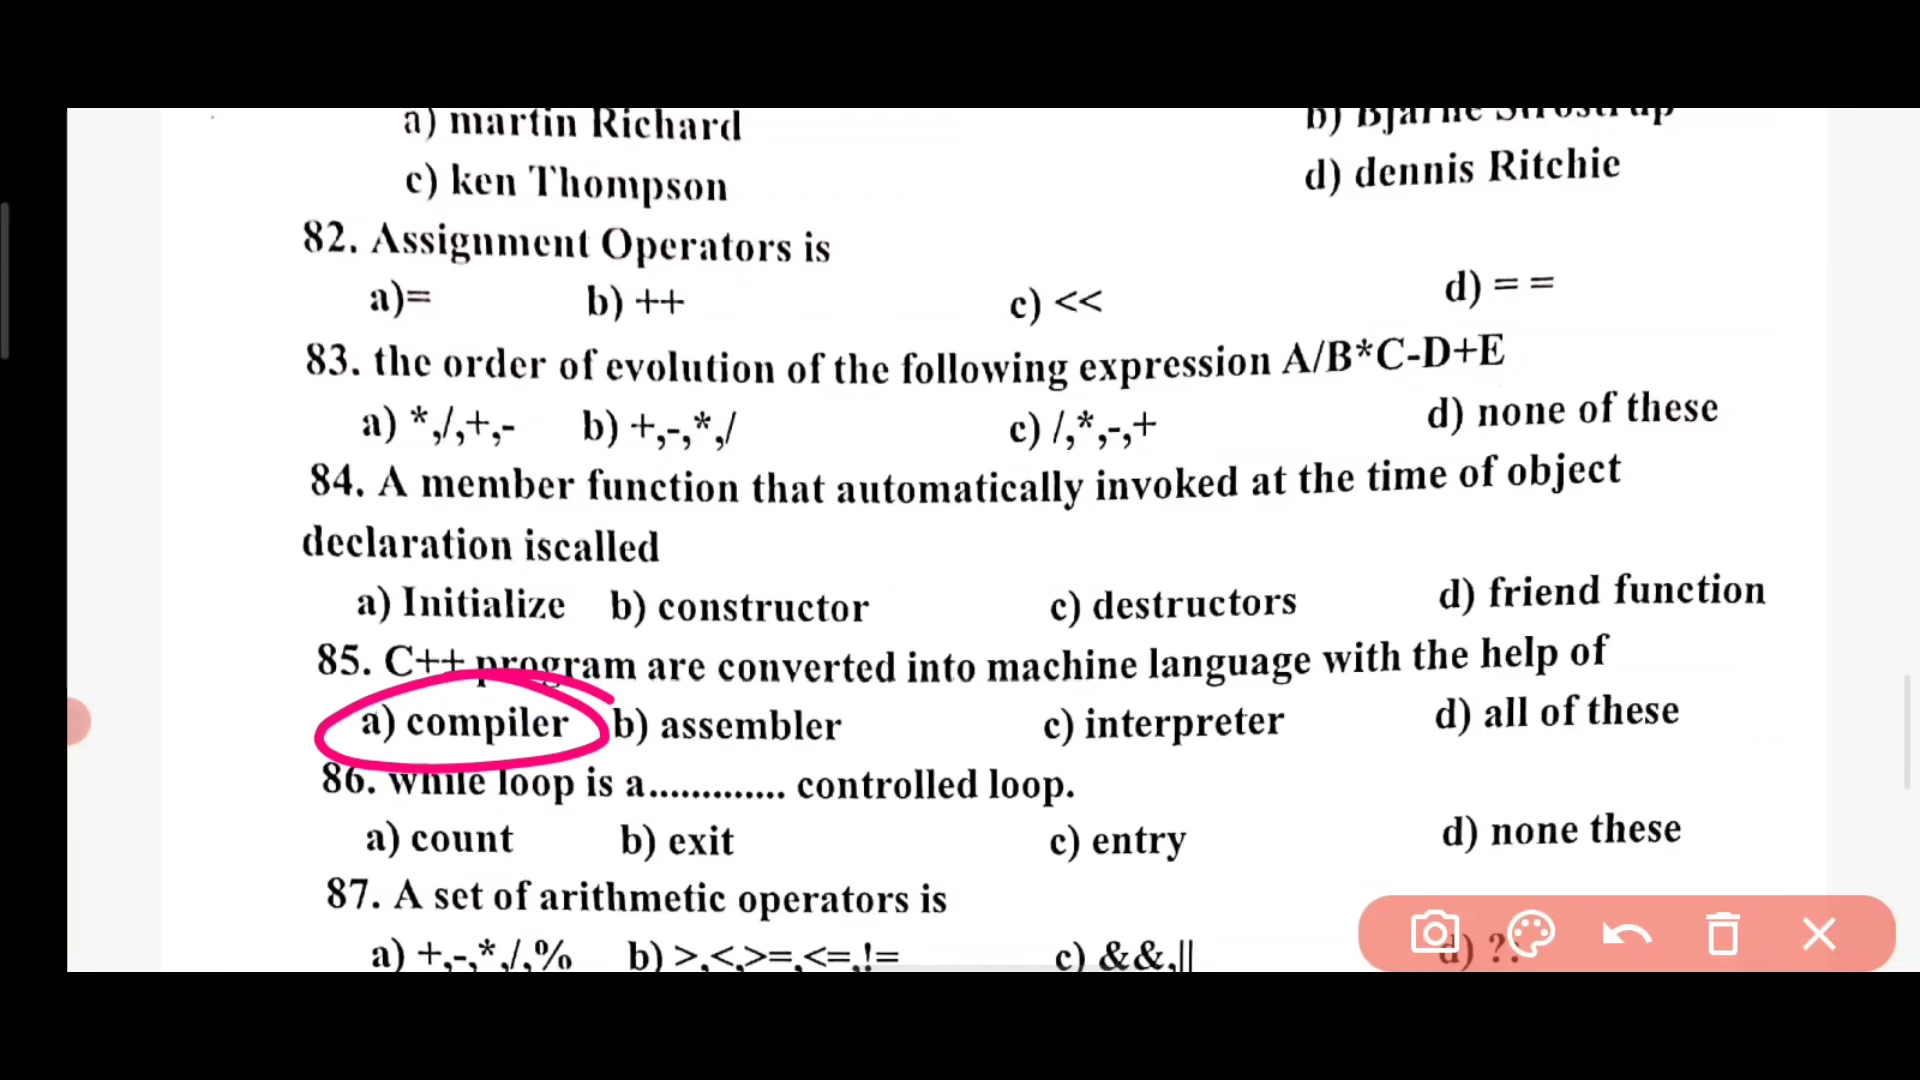 a) martin Richard b) Bjarne Strostrup
c) ken Thompson d) dennis Ritchie
82. Assignment Operators is
a)= b) ++ c) << d) = =
83. the order of evolution of the following expression A/B*C-D+E
a) *,/,+,- b) +,-,*,/ c) /,*,-,+ d) none of these
84. A member function that automatically invoked at the time of object
declaration iscalled
a) Initialize b) constructor c) destructors d) friend function
85. C++ program are converted into machine language with the help of
a) compiler b) assembler c) interpreter d) all of these
86. while loop is a............. controlled loop.
a) count b) exit c) entry d) none these
87. A set of arithmetic operators is
a) +,-,*,/,% b) >,<,>=,<=,!= c) &&,|| d) ?: